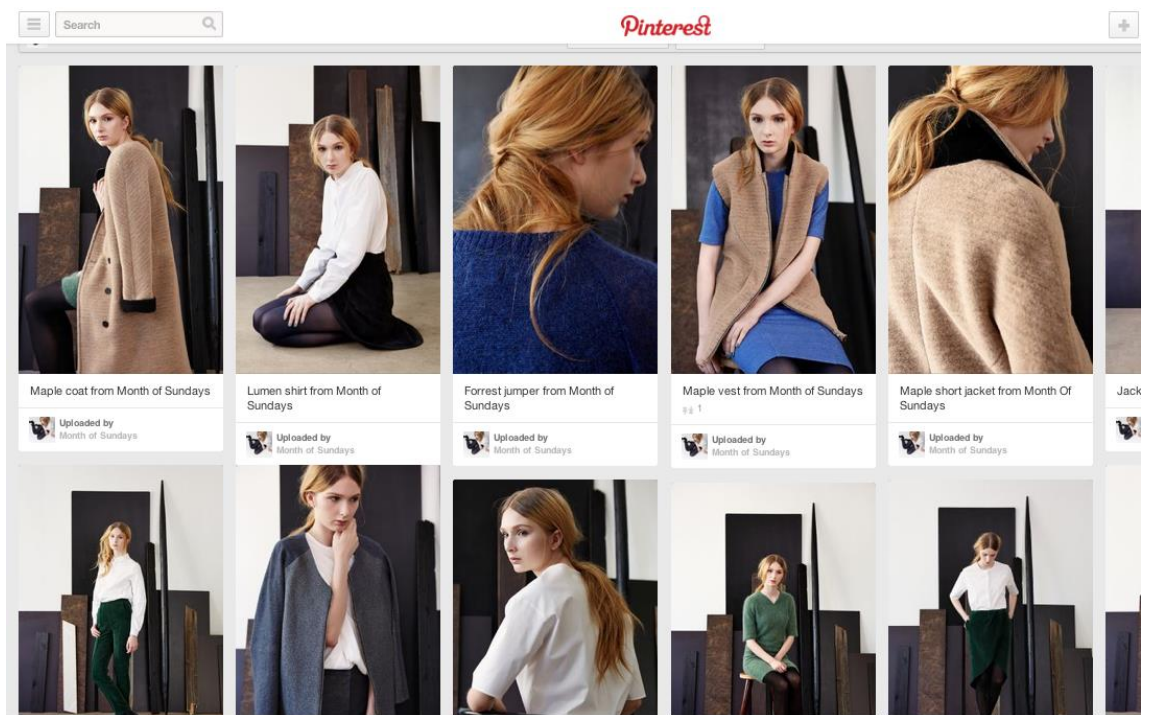 Search
Pinterest
Maple coat from Month of Sundays
Uploaded by
Month of Sundays
Lumen shirt from Month of
Sundays
Uploaded by
Month of Sundays
Forrest jumper from Month of
Sundays
Uploaded by
Month of Sundays
Maple vest from Month of Sundays
1
Uploaded by
Month of Sundays
Maple short jacket from Month Of
Sundays
Uploaded by
Month of Sundays
Jack